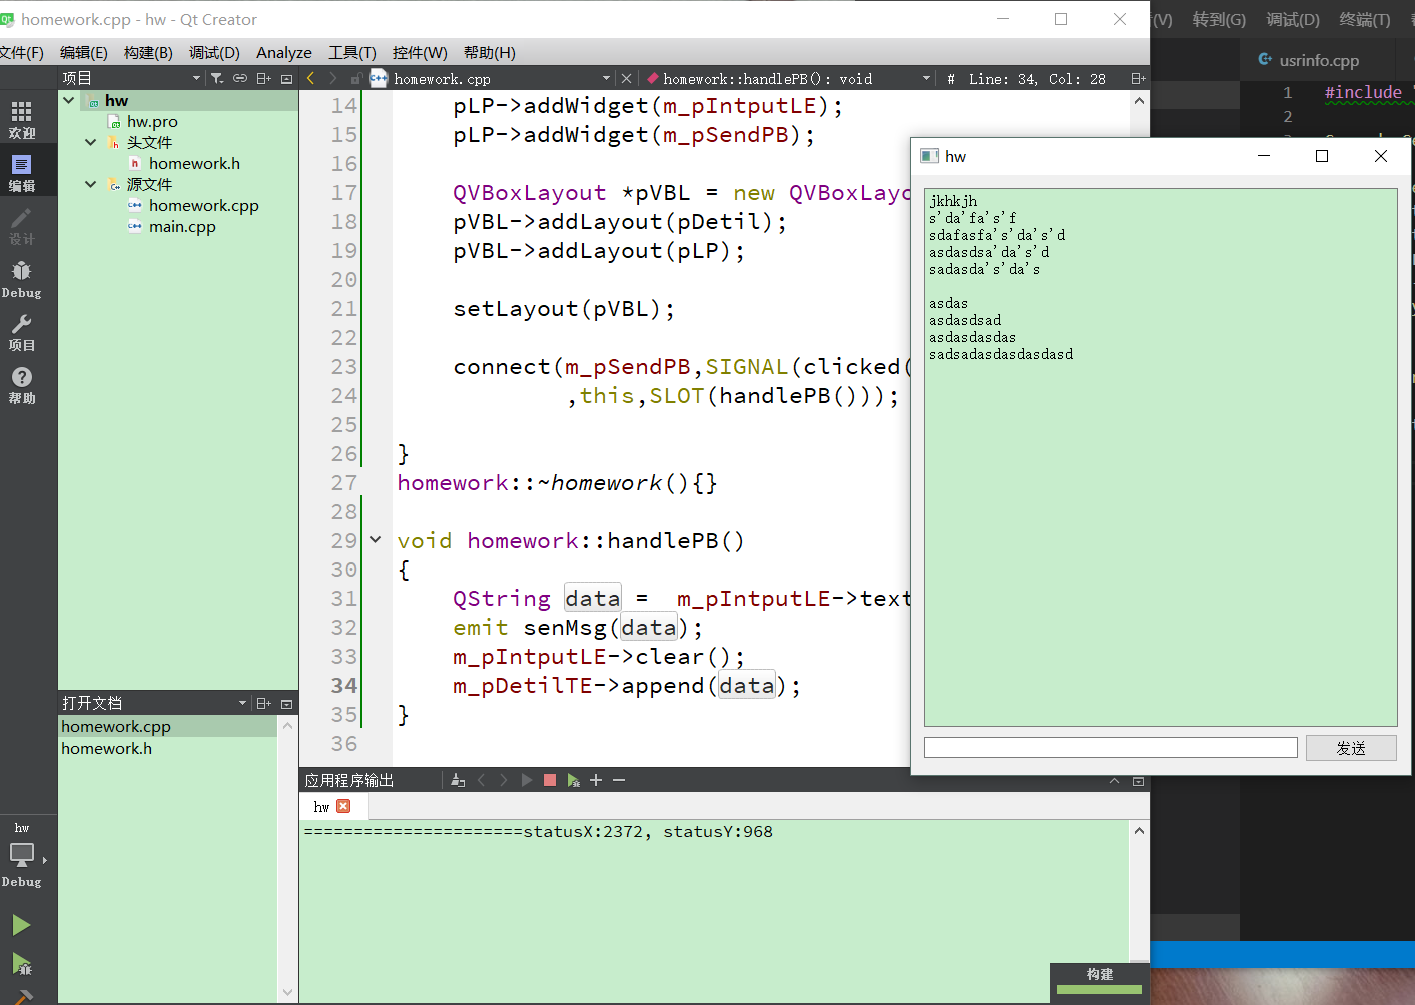 homework.cpp - hw - Qt Creator
文件(F) 编辑(E) 构建(B) 调试(D) Analyze 工具(T) 控件(W) 帮助(H)
(V) 转到(G) 调试(D) 终端(T)
项目
homework.cpp
homework::handlePB(): void
# Line: 34, Col: 28
usrinfo.cpp
1 #include "
2
欢迎
编辑
设计
Debug
项目
帮助
hw
hw.pro
头文件
homework.h
源文件
homework.cpp
main.cpp
14 pLP->addWidget(m_pIntputLE);
15 pLP->addWidget(m_pSendPB);
16
17 QVBoxLayout *pVBL = new QVBoxLayo
18 pVBL->addLayout(pDetil);
19 pVBL->addLayout(pLP);
20
21 setLayout(pVBL);
22
23 connect(m_pSendPB,SIGNAL(clicked(
24 ,this,SLOT(handlePB()));
25
26 }
27 homework::~homework(){}
28
29 void homework::handlePB()
30 {
31 QString data =  m_pIntputLE->text
32 emit senMsg(data);
33 m_pIntputLE->clear();
34 m_pDetilTE->append(data);
35 }
36
hw
jkhkjh
s'da'fa's'f
sdafasfa's'da's'd
asdasdsa'da's'd
sadasda's'da's
asdas
asdasdsad
asdasdasdas
sadsadasdasdasdasd
发送
打开文档
homework.cpp
homework.h
应用程序输出
hw
======================statusX:2372, statusY:968
hw
Debug
构建